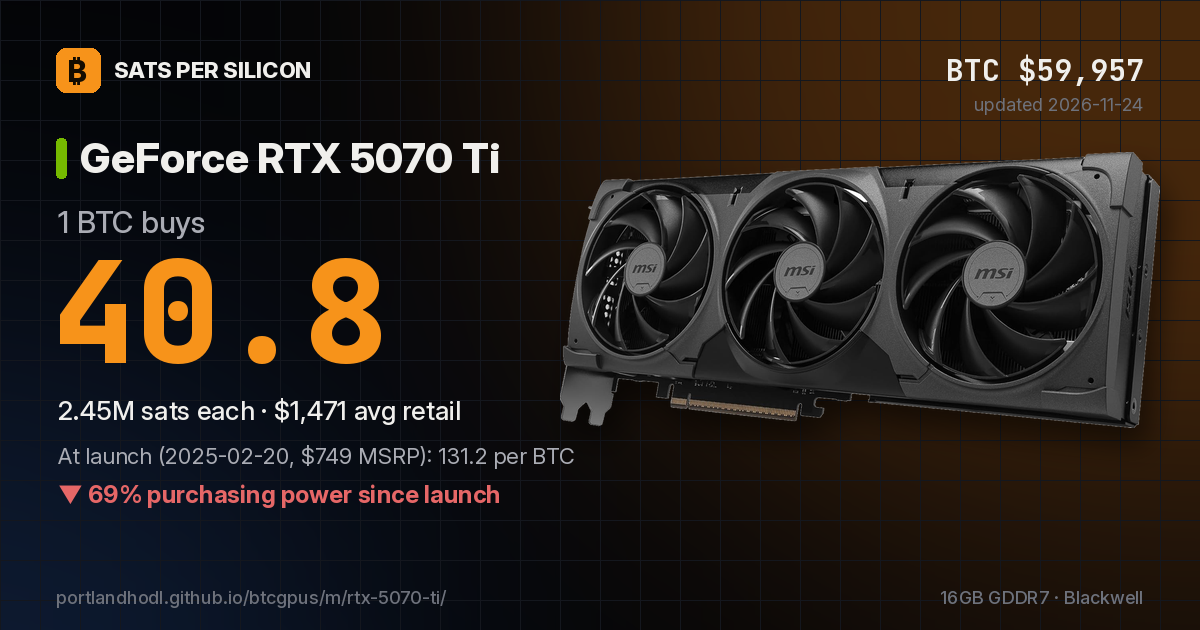 ₿ SATS PER SILICON
BTC $59,957
updated 2026-11-24
GeForce RTX 5070 Ti
1 BTC buys
40.8
msi msi msi
2.45M sats each · $1,471 avg retail
At launch (2025-02-20, $749 MSRP): 131.2 per BTC
▼ 69% purchasing power since launch
portlandhodl.github.io/btcgpus/m/rtx-5070-ti/
16GB GDDR7 · Blackwell